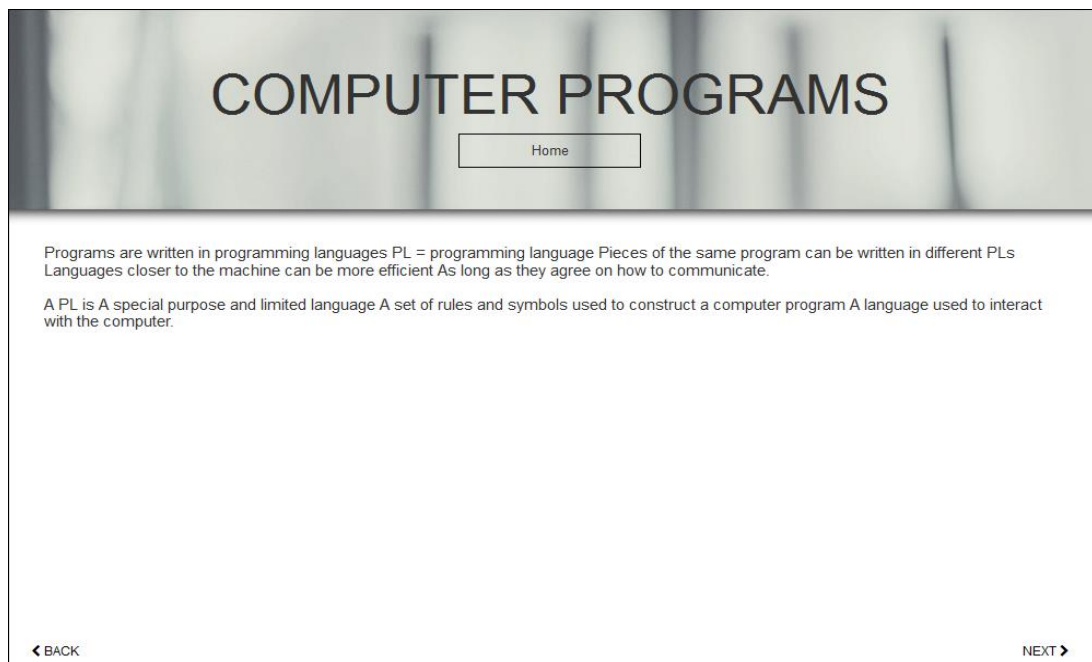 COMPUTER PROGRAMS
Home
Programs are written in programming languages PL = programming language Pieces of the same program can be written in different PLs
Languages closer to the machine can be more efficient As long as they agree on how to communicate.
A PL is A special purpose and limited language A set of rules and symbols used to construct a computer program A language used to interact
with the computer.
BACK
NEXT